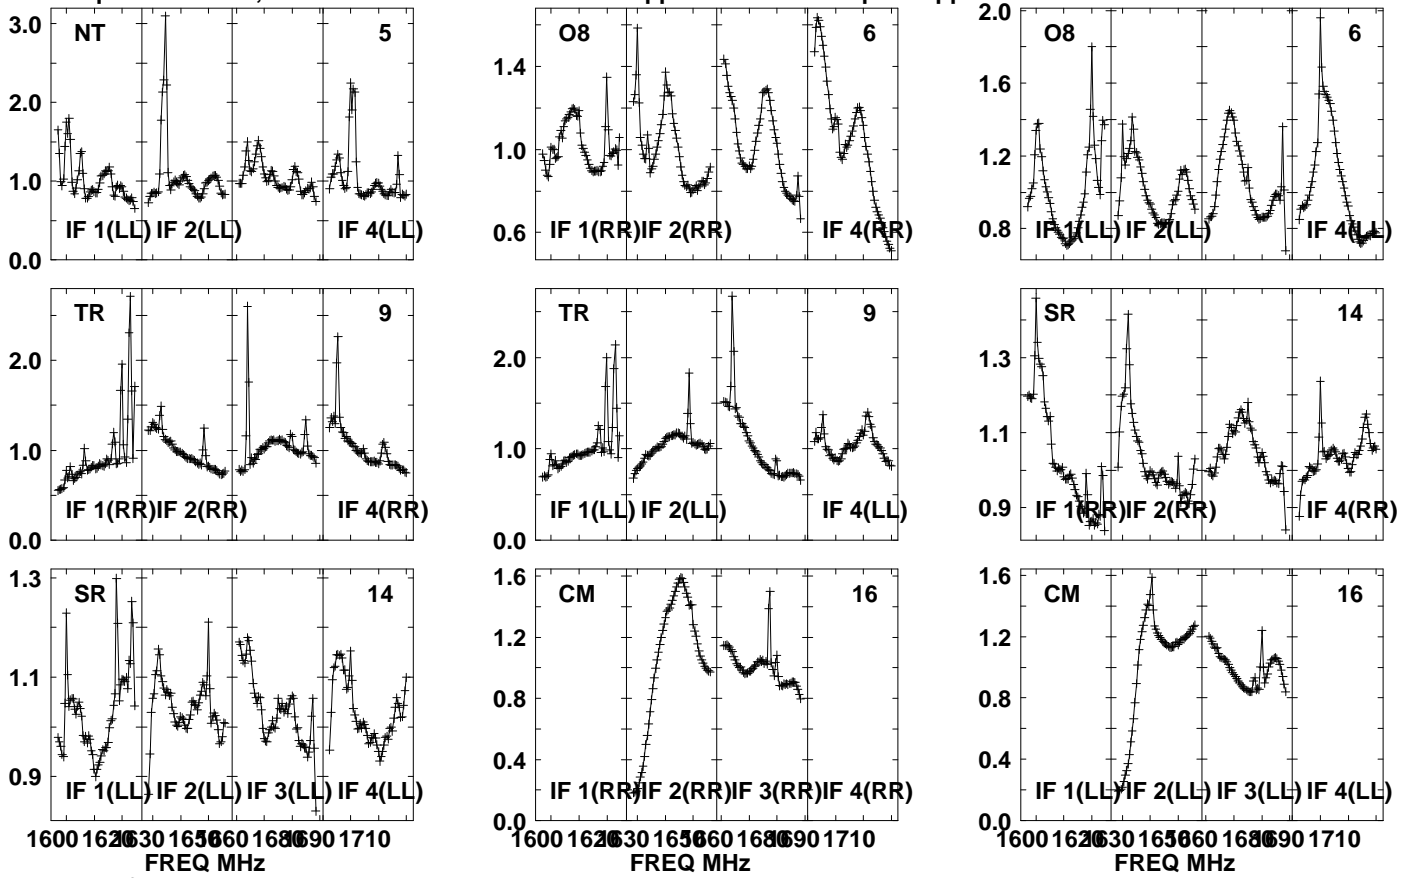 3.0 NT 5
2.0
1.0
IF 1(LL) IF 2(LL) IF 4(LL)
0.0
O8 6
1.4
1.0
0.6 IF 1(RR) IF 2(RR) IF 4(RR)
2.0
O8 6
1.6
1.2
0.8 IF 1(LL) IF 2(LL) IF 4(LL)
TR 9
2.0
1.0
IF 1(RR) IF 2(RR) IF 4(RR)
0.0
TR 9
2.0
1.0
IF 1(LL) IF 2(LL) IF 4(LL)
0.0
SR 14
1.3
1.1
0.9 IF 1(RR) IF 2(RR) IF 4(RR)
1.3
SR 14
1.1
0.9
IF 1(LL) IF 2(LL) IF 3(LL) IF 4(LL)
1600 1620 1630 1650 1660 1680 1690 1710
FREQ MHz
1.6
CM 16
1.2
0.8
0.4
IF 1(RR) IF 2(RR) IF 3(RR) IF 4(RR)
0.0
1600 1620 1630 1650 1660 1680 1690 1710
FREQ MHz
1.6
CM 16
1.2
0.8
0.4
IF 1(LL) IF 2(LL) IF 3(LL) IF 4(LL)
0.0
1600 1620 1630 1650 1660 1680 1690 1710
FREQ MHz